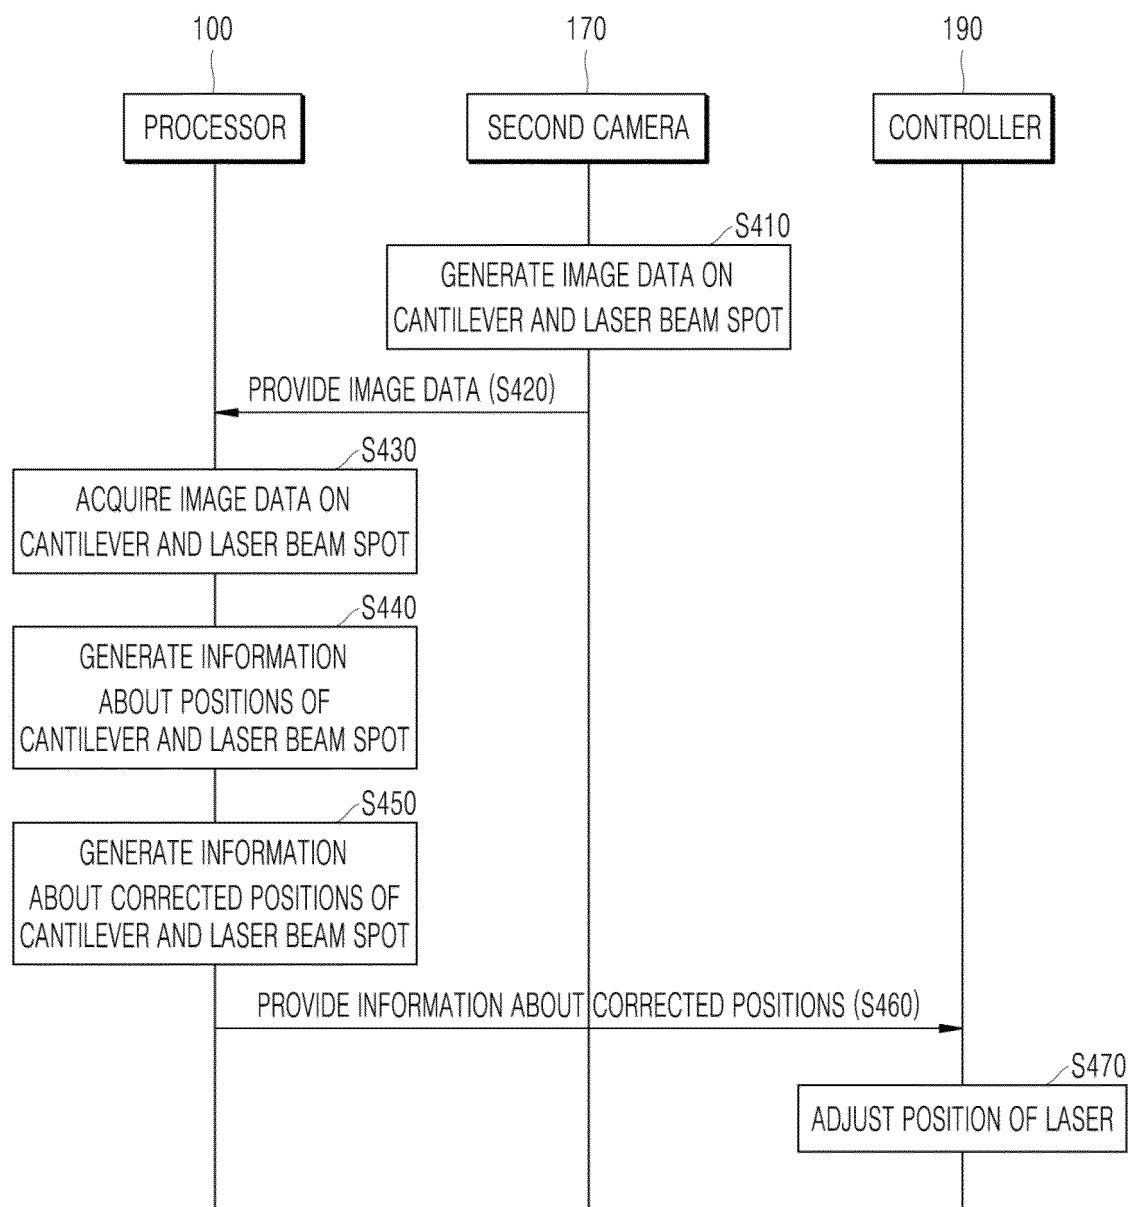 100
170
190
PROCESSOR
SECOND CAMERA
CONTROLLER
S410
GENERATE IMAGE DATA ON
CANTILEVER AND LASER BEAM SPOT
PROVIDE IMAGE DATA (S420)
S430
ACQUIRE IMAGE DATA ON
CANTILEVER AND LASER BEAM SPOT
S440
GENERATE INFORMATION
ABOUT POSITIONS OF
CANTILEVER AND LASER BEAM SPOT
S450
GENERATE INFORMATION
ABOUT CORRECTED POSITIONS OF
CANTILEVER AND LASER BEAM SPOT
PROVIDE INFORMATION ABOUT CORRECTED POSITIONS (S460)
S470
ADJUST POSITION OF LASER